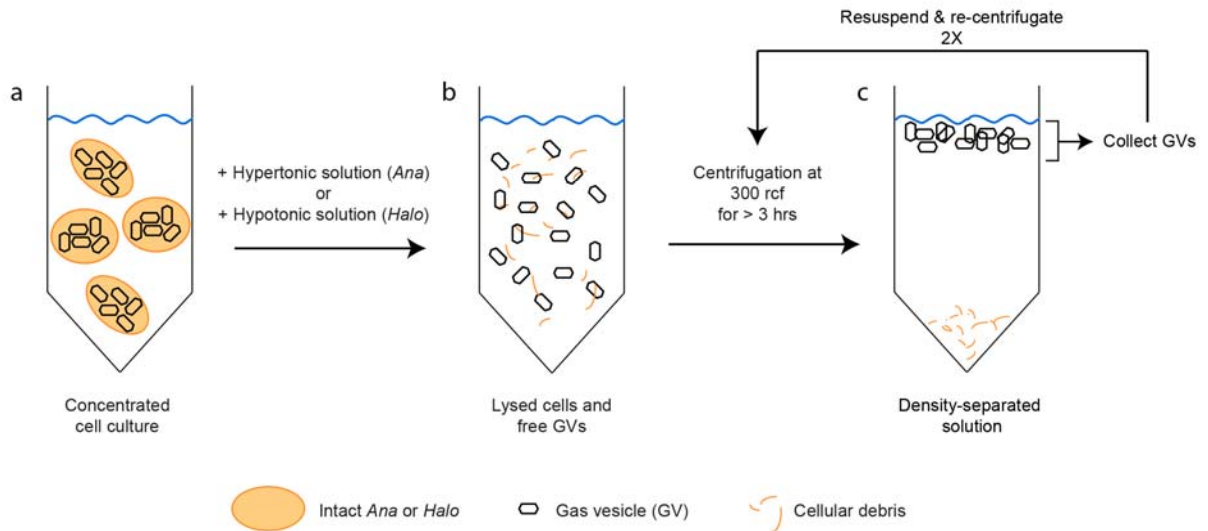 Resuspend & re-centrifugate
2X
a
b
c
+ Hypertonic solution (Ana)
or
+ Hypotonic solution (Halo)
Centrifugation at
300 rcf
for > 3 hrs
Collect GVs
Concentrated
cell culture
Lysed cells and
free GVs
Density-separated
solution
Intact Ana or Halo
Gas vesicle (GV)
Cellular debris